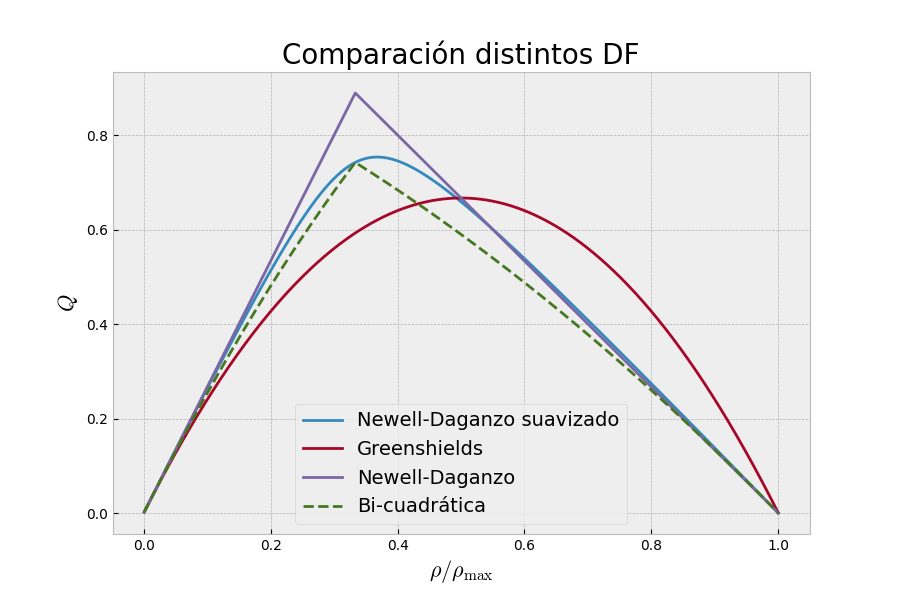 Comparación distintos DF
Q
0.8
0.6
0.4
0.2
0.0
Newell-Daganzo suavizado
Greenshields
Newell-Daganzo
Bi-cuadrática
0.0 0.2 0.4 0.6 0.8 1.0
ρ/ρmax